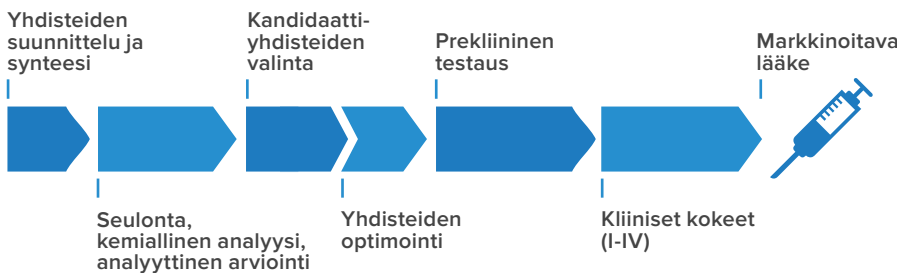 Yhdisteiden
suunnittelu ja
synteesi
Seulonta,
kemiallinen analyysi,
analyyttinen arviointi
Kandidaatti-
yhdisteiden
valinta
Yhdisteiden
optimointi
Prekliininen
testaus
Kliiniset kokeet
(I-IV)
Markkinoitava
lääke